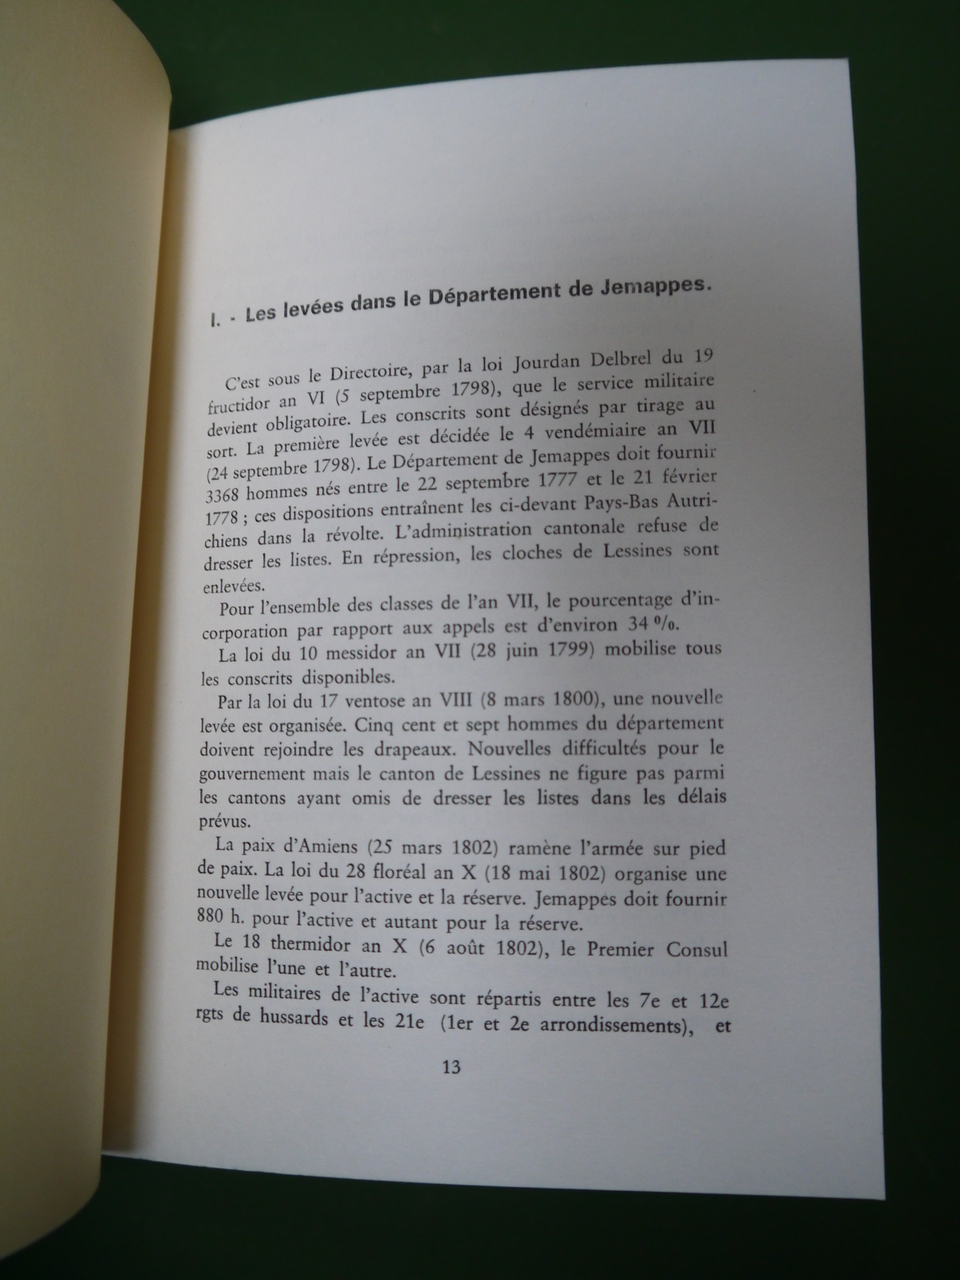 I. - Les levées dans le Département de Jemappes.
C'est sous le Directoire, par la loi Jourdan Delbrel du 19
fructidor an VI (5 septembre 1798), que le service militaire
devient obligatoire. Les conscrits sont désignés par tirage au
sort. La première levée est décidée le 4 vendémiaire an VII
(24 septembre 1798). Le Département de Jemappes doit fournir
3368 hommes nés entre le 22 septembre 1777 et le 21 février
1778 ; ces dispositions entraînent les ci-devant Pays-Bas Autri-
chiens dans la révolte. L'administration cantonale refuse de
dresser les listes. En répression, les cloches de Lessines sont
enlevées.
Pour l'ensemble des classes de l'an VII, le pourcentage d'in-
corporation par rapport aux appels est d'environ 34 %.
La loi du 10 messidor an VII (28 juin 1799) mobilise tous
les conscrits disponibles.
Par la loi du 17 ventose an VIII (8 mars 1800), une nouvelle
levée est organisée. Cinq cent et sept hommes du département
doivent rejoindre les drapeaux. Nouvelles difficultés pour le
gouvernement mais le canton de Lessines ne figure pas parmi
les cantons ayant omis de dresser les listes dans les délais
prévus.
La paix d'Amiens (25 mars 1802) ramène l'armée sur pied
de paix. La loi du 28 floréal an X (18 mai 1802) organise une
nouvelle levée pour l'active et la réserve. Jemappes doit fournir
880 h. pour l'active et autant pour la réserve.
Le 18 thermidor an X (6 août 1802), le Premier Consul
mobilise l'une et l'autre.
Les militaires de l'active sont répartis entre les 7e et 12e
rgts de hussards et les 21e (1er et 2e arrondissements), et
13